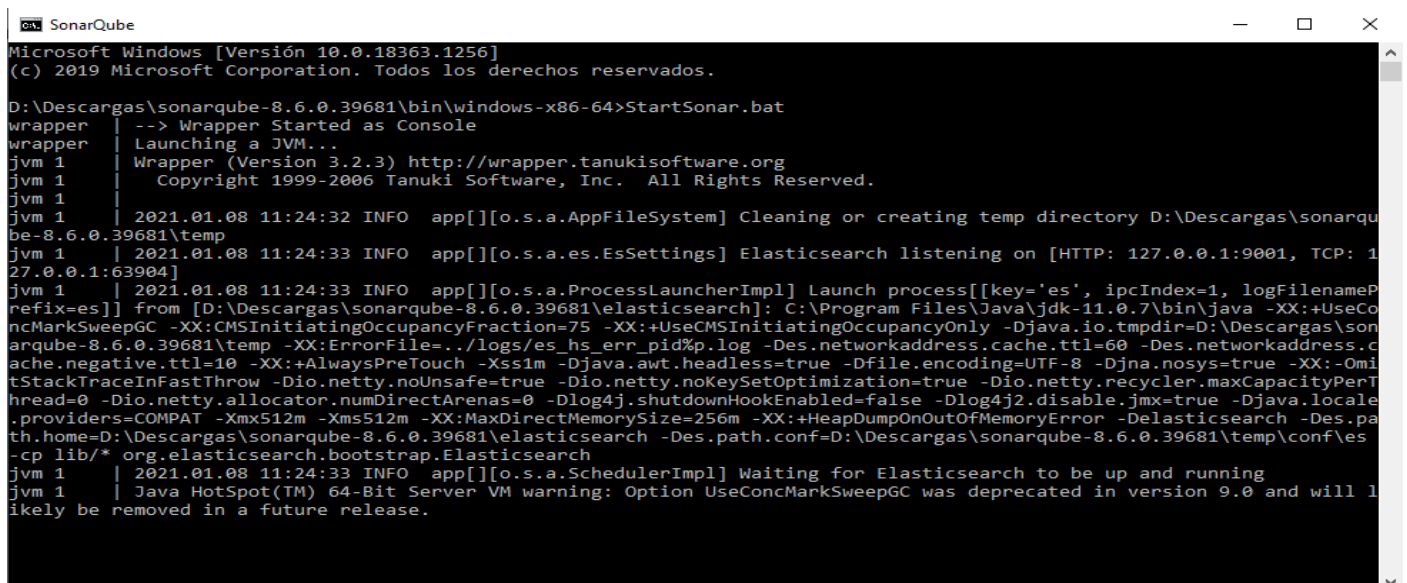 SonarQube
Microsoft Windows [Versión 10.0.18363.1256]
(c) 2019 Microsoft Corporation. Todos los derechos reservados.
D:\Descargas\sonarqube-8.6.0.39681\bin\windows-x86-64>StartSonar.bat
wrapper  | --> Wrapper Started as Console
wrapper  | Launching a JVM...
jvm 1    | Wrapper (Version 3.2.3) http://wrapper.tanukisoftware.org
jvm 1    |   Copyright 1999-2006 Tanuki Software, Inc.  All Rights Reserved.
jvm 1    |
jvm 1    | 2021.01.08 11:24:32 INFO  app[][o.s.a.AppFileSystem] Cleaning or creating temp directory D:\Descargas\sonarqu
be-8.6.0.39681\temp
jvm 1    | 2021.01.08 11:24:33 INFO  app[][o.s.a.es.EsSettings] Elasticsearch listening on [HTTP: 127.0.0.1:9001, TCP: 1
27.0.0.1:63904]
jvm 1    | 2021.01.08 11:24:33 INFO  app[][o.s.a.ProcessLauncherImpl] Launch process[[key='es', ipcIndex=1, logFilenameP
refix=es]] from [D:\Descargas\sonarqube-8.6.0.39681\elasticsearch]: C:\Program Files\Java\jdk-11.0.7\bin\java -XX:+UseCo
ncMarkSweepGC -XX:CMSInitiatingOccupancyFraction=75 -XX:+UseCMSInitiatingOccupancyOnly -Djava.io.tmpdir=D:\Descargas\son
arqube-8.6.0.39681\temp -XX:ErrorFile=../logs/es_hs_err_pid%p.log -Des.networkaddress.cache.ttl=60 -Des.networkaddress.c
ache.negative.ttl=10 -XX:+AlwaysPreTouch -Xss1m -Djava.awt.headless=true -Dfile.encoding=UTF-8 -Djna.nosys=true -XX:-Omi
tStackTraceInFastThrow -Dio.netty.noUnsafe=true -Dio.netty.noKeySetOptimization=true -Dio.netty.recycler.maxCapacityPerT
hread=0 -Dio.netty.allocator.numDirectArenas=0 -Dlog4j.shutdownHookEnabled=false -Dlog4j2.disable.jmx=true -Djava.locale
.providers=COMPAT -Xmx512m -Xms512m -XX:MaxDirectMemorySize=256m -XX:+HeapDumpOnOutOfMemoryError -Delasticsearch -Des.pa
th.home=D:\Descargas\sonarqube-8.6.0.39681\elasticsearch -Des.path.conf=D:\Descargas\sonarqube-8.6.0.39681\temp\conf\es
-cp lib/* org.elasticsearch.bootstrap.Elasticsearch
jvm 1    | 2021.01.08 11:24:33 INFO  app[][o.s.a.SchedulerImpl] Waiting for Elasticsearch to be up and running
jvm 1    | Java HotSpot(TM) 64-Bit Server VM warning: Option UseConcMarkSweepGC was deprecated in version 9.0 and will l
ikely be removed in a future release.